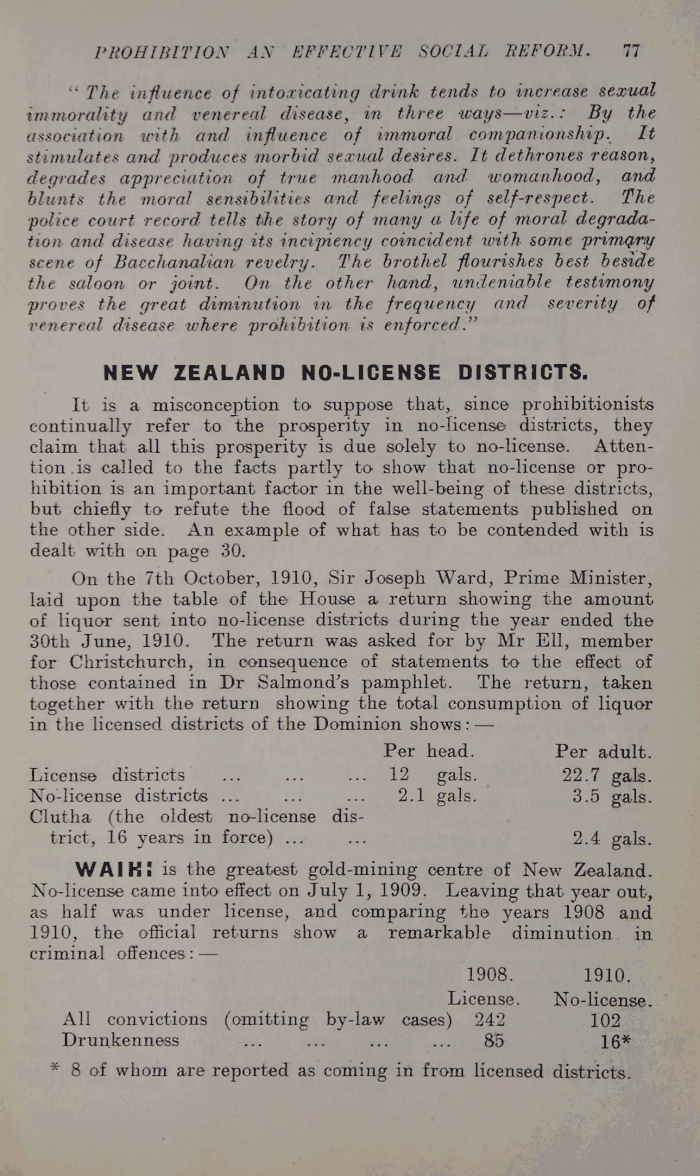 PROHIBITION AN EFFECTIVE SOCIAL REFORM. 77
“ The influence of intoxicating drink tends to increase sexual
immorality and venereal disease, in three ways—viz.: By the
association with and influence of immoral companionship. It
stimulates and produces morbid sexual desires. It dethrones reason,
degrades appreciation of true manhood and womanhood, and
blunts the moral sensibilities and feelings of self-respect. The
police court record tells the story of many a life of moral degrada-
tion and disease having its incipiency coincident with some primary
scene of Bacchanalian revelry. The brothel flourishes best beside
the saloon or joint. On the other hand, undeniable testimony
proves the great diminution in the frequency and severity of
venereal disease where prohibition is enforced.”
NEW ZEALAND NO-LICENSE DISTRICTS.
It is a misconception to suppose that, since prohibitionists
continually refer to the prosperity in no-license districts, they
claim that all this prosperity is due solely to no-license. Atten-
tion is called to the facts partly to show that no-license or pro-
hibition is an important factor in the well-being of these districts,
but chiefly to refute the flood of false statements published on
the other side. An example of what has to be contended with is
dealt with on page 30.
On the 7th October, 1910, Sir Joseph Ward, Prime Minister,
laid upon the table of the House a return showing the amount
of liquor sent into no-license districts during the year ended the
30th June, 1910. The return was asked for by Mr Ell, member
for Christchurch, in consequence of statements to the effect of
those contained in Dr Salmond's pamphlet. The return, taken
together with the return showing the total consumption of liquor
in the licensed districts of the Dominion shows:—
Per head. Per adult.
License districts ... ... ... 12 gals. 22.7 gals.
No-license districts ... ... ... 2.1 gals. 3.5 gals.
Clutha (the oldest no-license dis-
trict, 16 years in force) ... ... 2.4 gals.
WAIHI is the greatest gold-mining centre of New Zealand.
No-license came into effect on July 1, 1909. Leaving that year out,
as half was under license, and comparing the years 1908 and
1910, the official returns show a remarkable diminution in
criminal offences:—
1908. 1910.
License. No-license.
All convictions (omitting by-law cases) 242 102
Drunkenness ... ... ... ... 85 16*
* 8 of whom are reported as coming in from licensed districts.